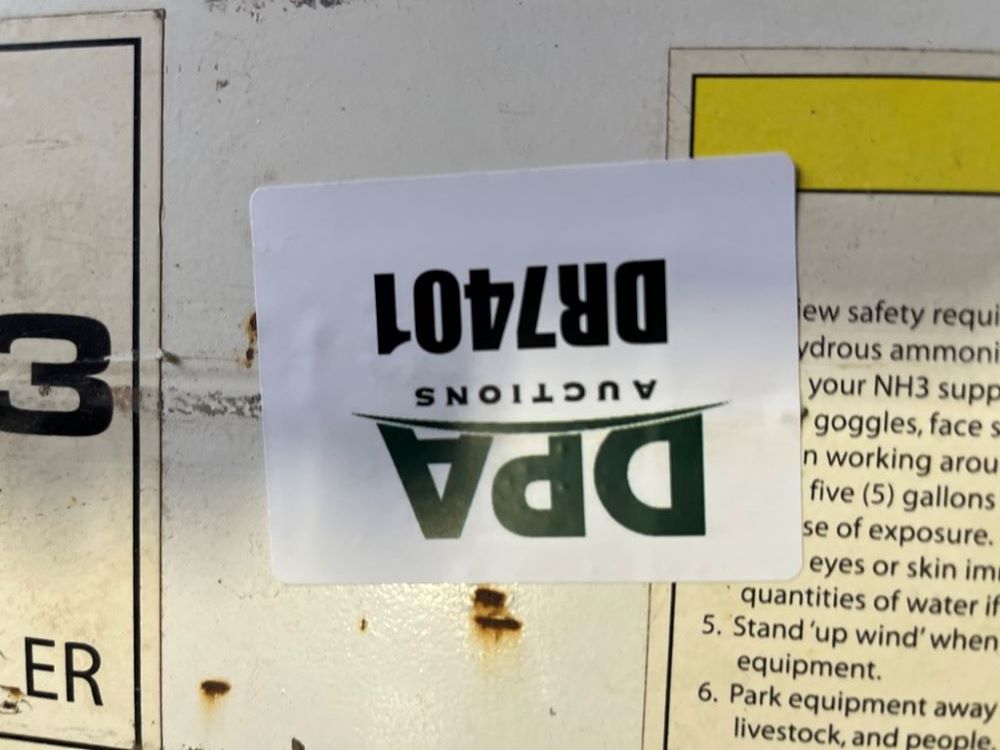 3
ER
DPA
AUCTIONS
DR7401
iew safety requi
ydrous ammoni
your NH3 supp
goggles, face s
n working arou
five (5) gallons
se of exposure.
eyes or skin im
quantities of water if
5. Stand 'up wind' when
equipment.
6. Park equipment away
livestock, and people